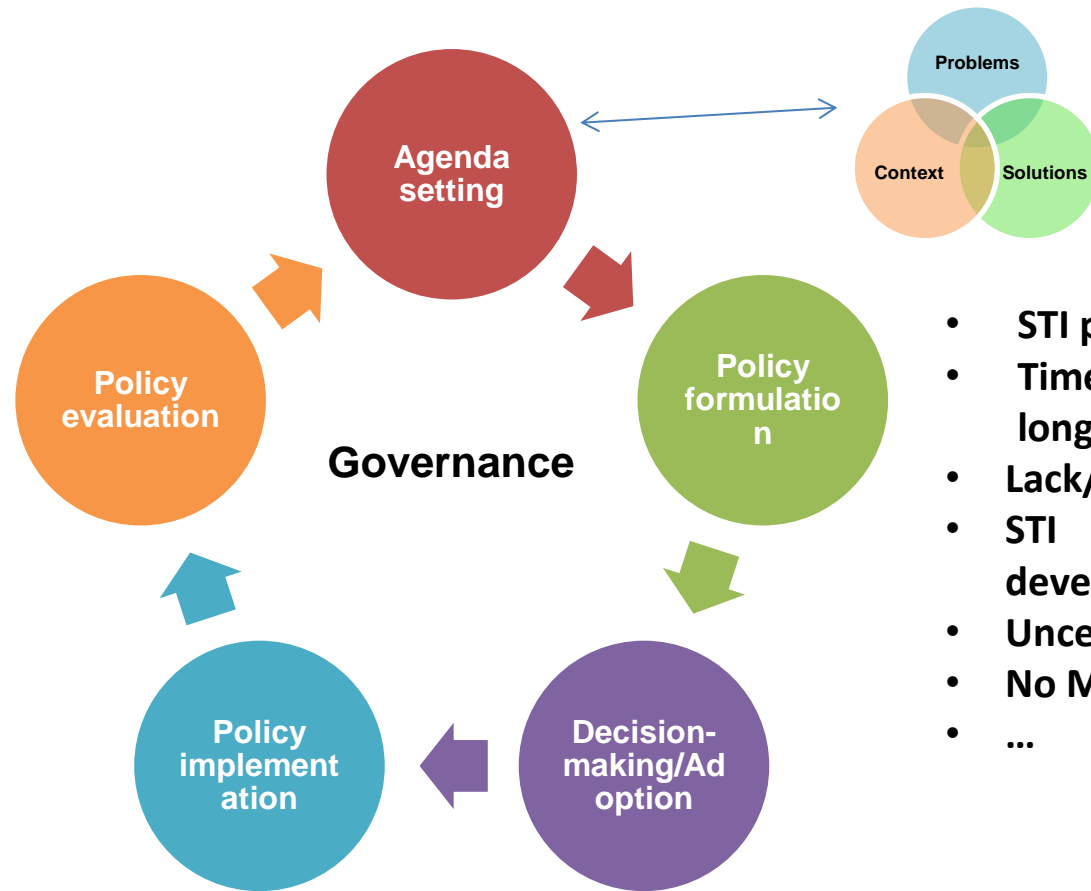 Problems
Context
Solutions
Agenda
setting
Policy
formulatio
n
Decision-
making/Ad
option
Policy
implement
ation
Policy
evaluation
Governance
• STI p
• Time
long
• Lack/
• STI
deve
• Unce
• No M
• ...